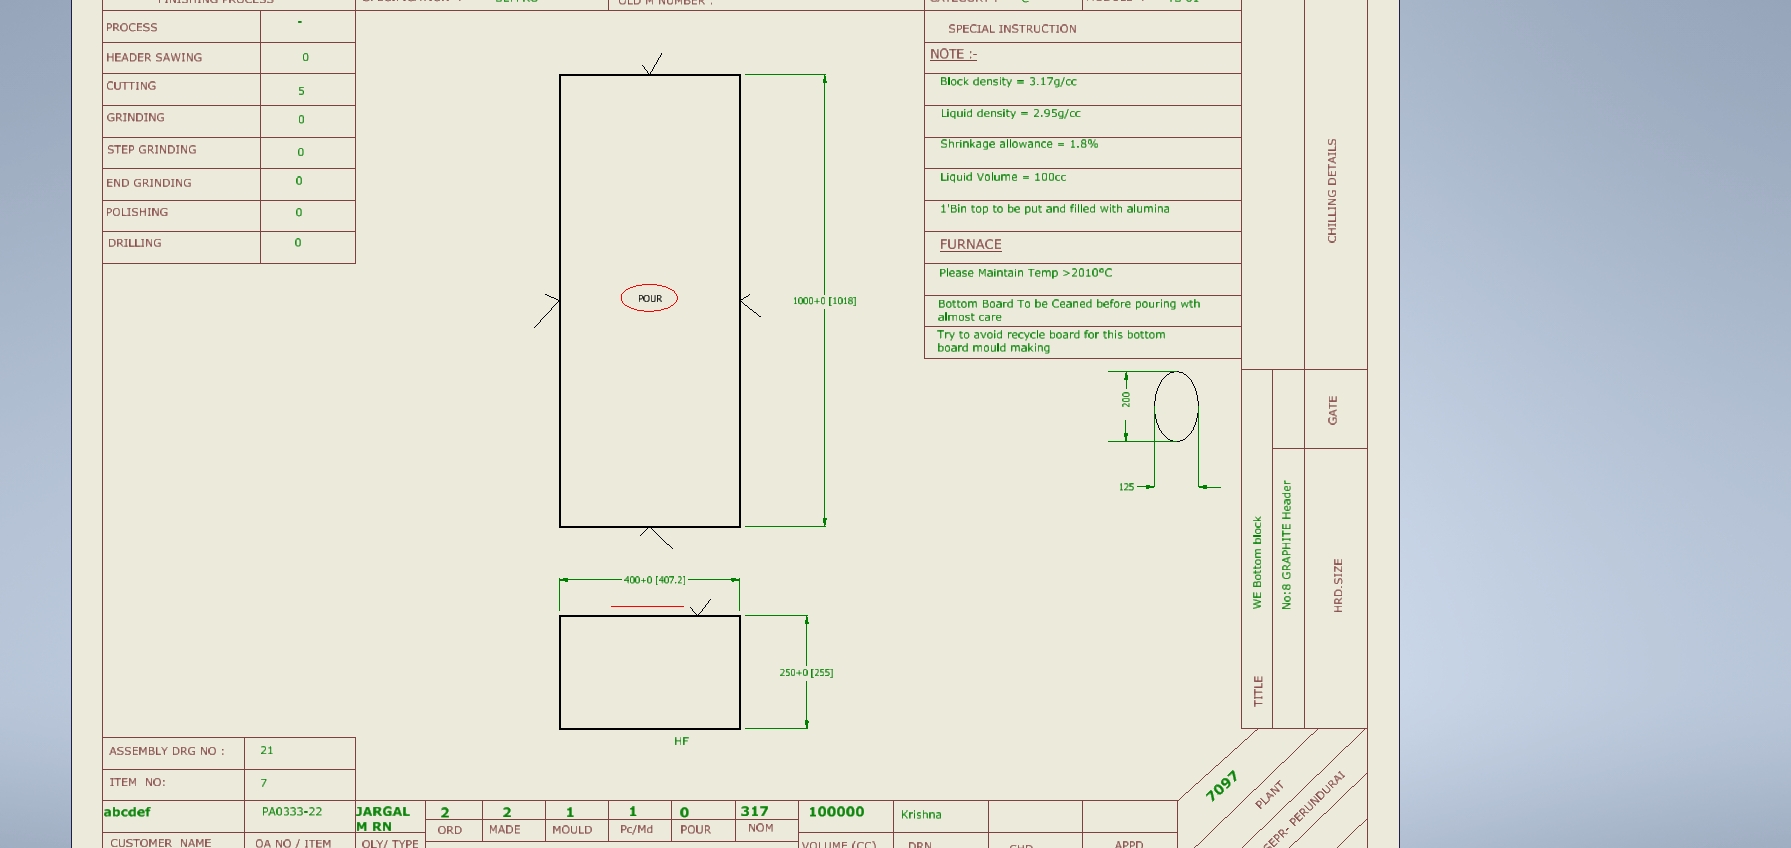 FINISHING PROCESS
SPECIFICATION :
OLD M NUMBER :
PROCESS -
HEADER SAWING 0
CUTTING 5
GRINDING 0
STEP GRINDING 0
END GRINDING 0
POLISHING 0
DRILLING 0
SPECIAL INSTRUCTION
NOTE :-
Block density = 3.17g/cc
Liquid density = 2.95g/cc
Shrinkage allowance = 1.8%
Liquid Volume = 100cc
1'Bin top to be put and filled with alumina
FURNACE
Please Maintain Temp >2010°C
Bottom Board To be Ceaned before pouring wth
almost care
Try to avoid recycle board for this bottom
board mould making
POUR
1000+0 [1018]
400+0 [407.2]
250+0 [255]
HF
200
125
CHILLING DETAILS
GATE
HRD.SIZE
No:8 GRAPHITE Header
WE Bottom block
TITLE
ASSEMBLY DRG NO : 21
ITEM NO: 7
abcdef PA0333-22 JARGAL
M RN
2 2 1 1 0 317 100000 Krishna
ORD MADE MOULD Pc/Md POUR NOM
CUSTOMER NAME OA NO / ITEM QLY/ TYPE VOLUME (CC) DRN CHD APPD
7097
PLANT
SEPR- PERUNDURAI